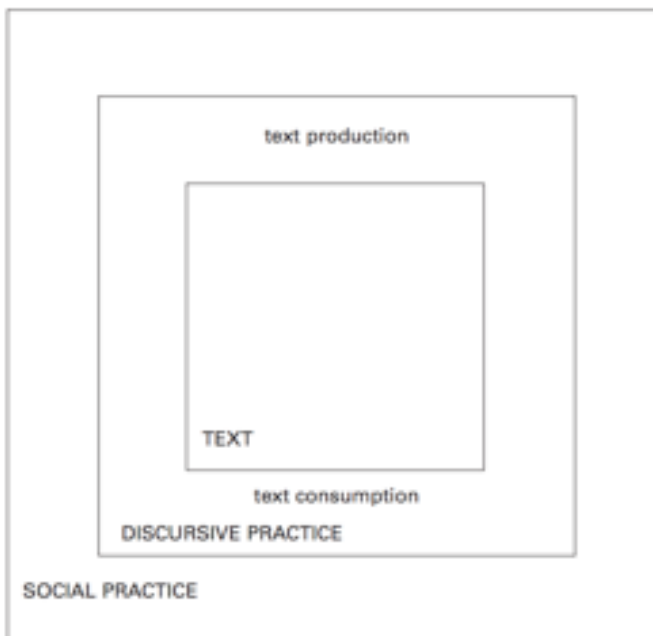 text production
TEXT
text consumption
DISCURSIVE PRACTICE
SOCIAL PRACTICE